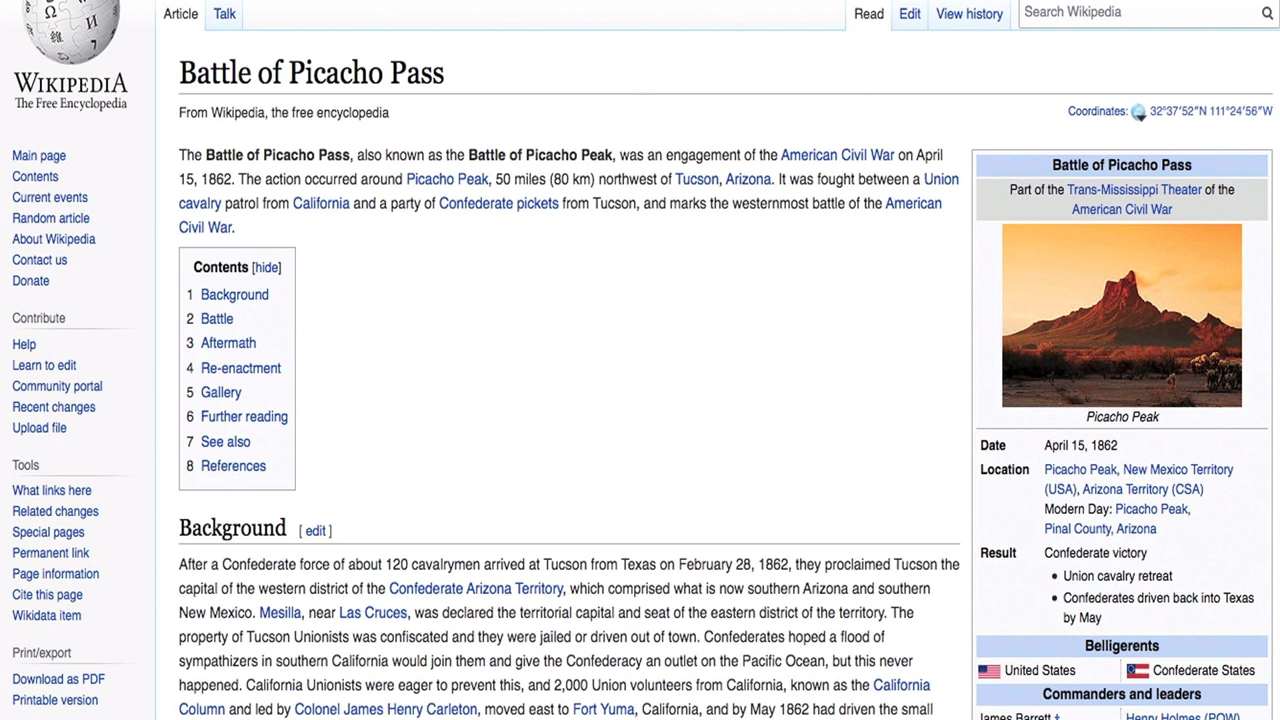 Ω
И
WIKIPEDIA
The Free Encyclopedia
Main page
Contents
Current events
Random article
About Wikipedia
Contact us
Donate
Contribute
Help
Learn to edit
Community portal
Recent changes
Upload file
Tools
What links here
Related changes
Special pages
Permanent link
Page information
Cite this page
Wikidata item
Print/export
Download as PDF
Printable version
Article Talk
Read Edit View history Search Wikipedia
Battle of Picacho Pass
From Wikipedia, the free encyclopedia
Coordinates: 32°37′52″N 111°24′56″W
The Battle of Picacho Pass, also known as the Battle of Picacho Peak, was an engagement of the American Civil War on April
15, 1862. The action occurred around Picacho Peak, 50 miles (80 km) northwest of Tucson, Arizona. It was fought between a Union
cavalry patrol from California and a party of Confederate pickets from Tucson, and marks the westernmost battle of the American
Civil War.
Contents [hide]
1 Background
2 Battle
3 Aftermath
4 Re-enactment
5 Gallery
6 Further reading
7 See also
8 References
Background [ edit ]
After a Confederate force of about 120 cavalrymen arrived at Tucson from Texas on February 28, 1862, they proclaimed Tucson the
capital of the western district of the Confederate Arizona Territory, which comprised what is now southern Arizona and southern
New Mexico. Mesilla, near Las Cruces, was declared the territorial capital and seat of the eastern district of the territory. The
property of Tucson Unionists was confiscated and they were jailed or driven out of town. Confederates hoped a flood of
sympathizers in southern California would join them and give the Confederacy an outlet on the Pacific Ocean, but this never
happened. California Unionists were eager to prevent this, and 2,000 Union volunteers from California, known as the California
Column and led by Colonel James Henry Carleton, moved east to Fort Yuma, California, and by May 1862 had driven the small
Battle of Picacho Pass
Part of the Trans-Mississippi Theater of the
American Civil War
Picacho Peak
Date April 15, 1862
Location Picacho Peak, New Mexico Territory
(USA), Arizona Territory (CSA)
Modern Day: Picacho Peak,
Pinal County, Arizona
Result Confederate victory
• Union cavalry retreat
• Confederates driven back into Texas
by May
Belligerents
United States Confederate States
Commanders and leaders
James Barrett † Henry Holmes (POW)